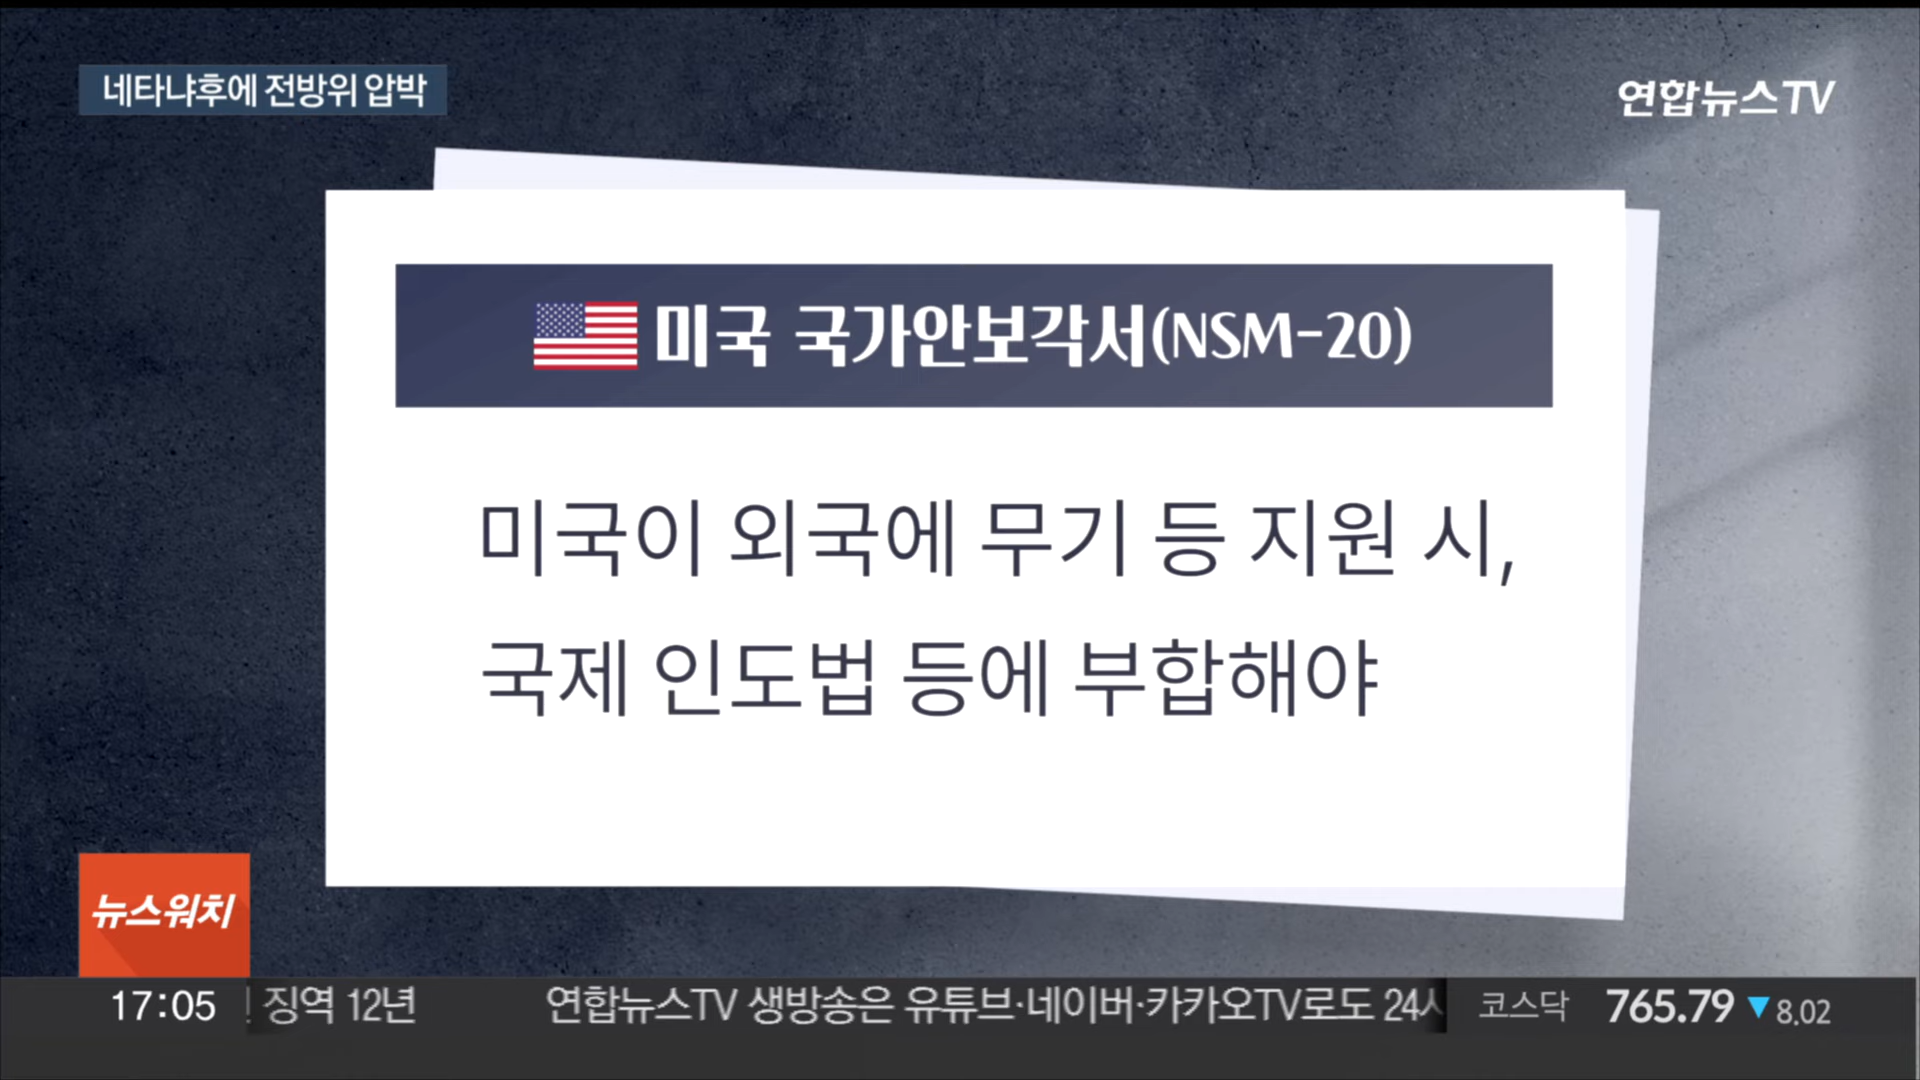 네타냐후에 전방위 압박
연합뉴스TV
미국 국가안보각서(NSM-20)
미국이 외국에 무기 등 지원 시,
국제 인도법 등에 부합해야
뉴스워치
17:05 징역 12년 연합뉴스TV 생방송은 유튜브·네이버·카카오TV로도 코스닥 765.79 ▼8.02